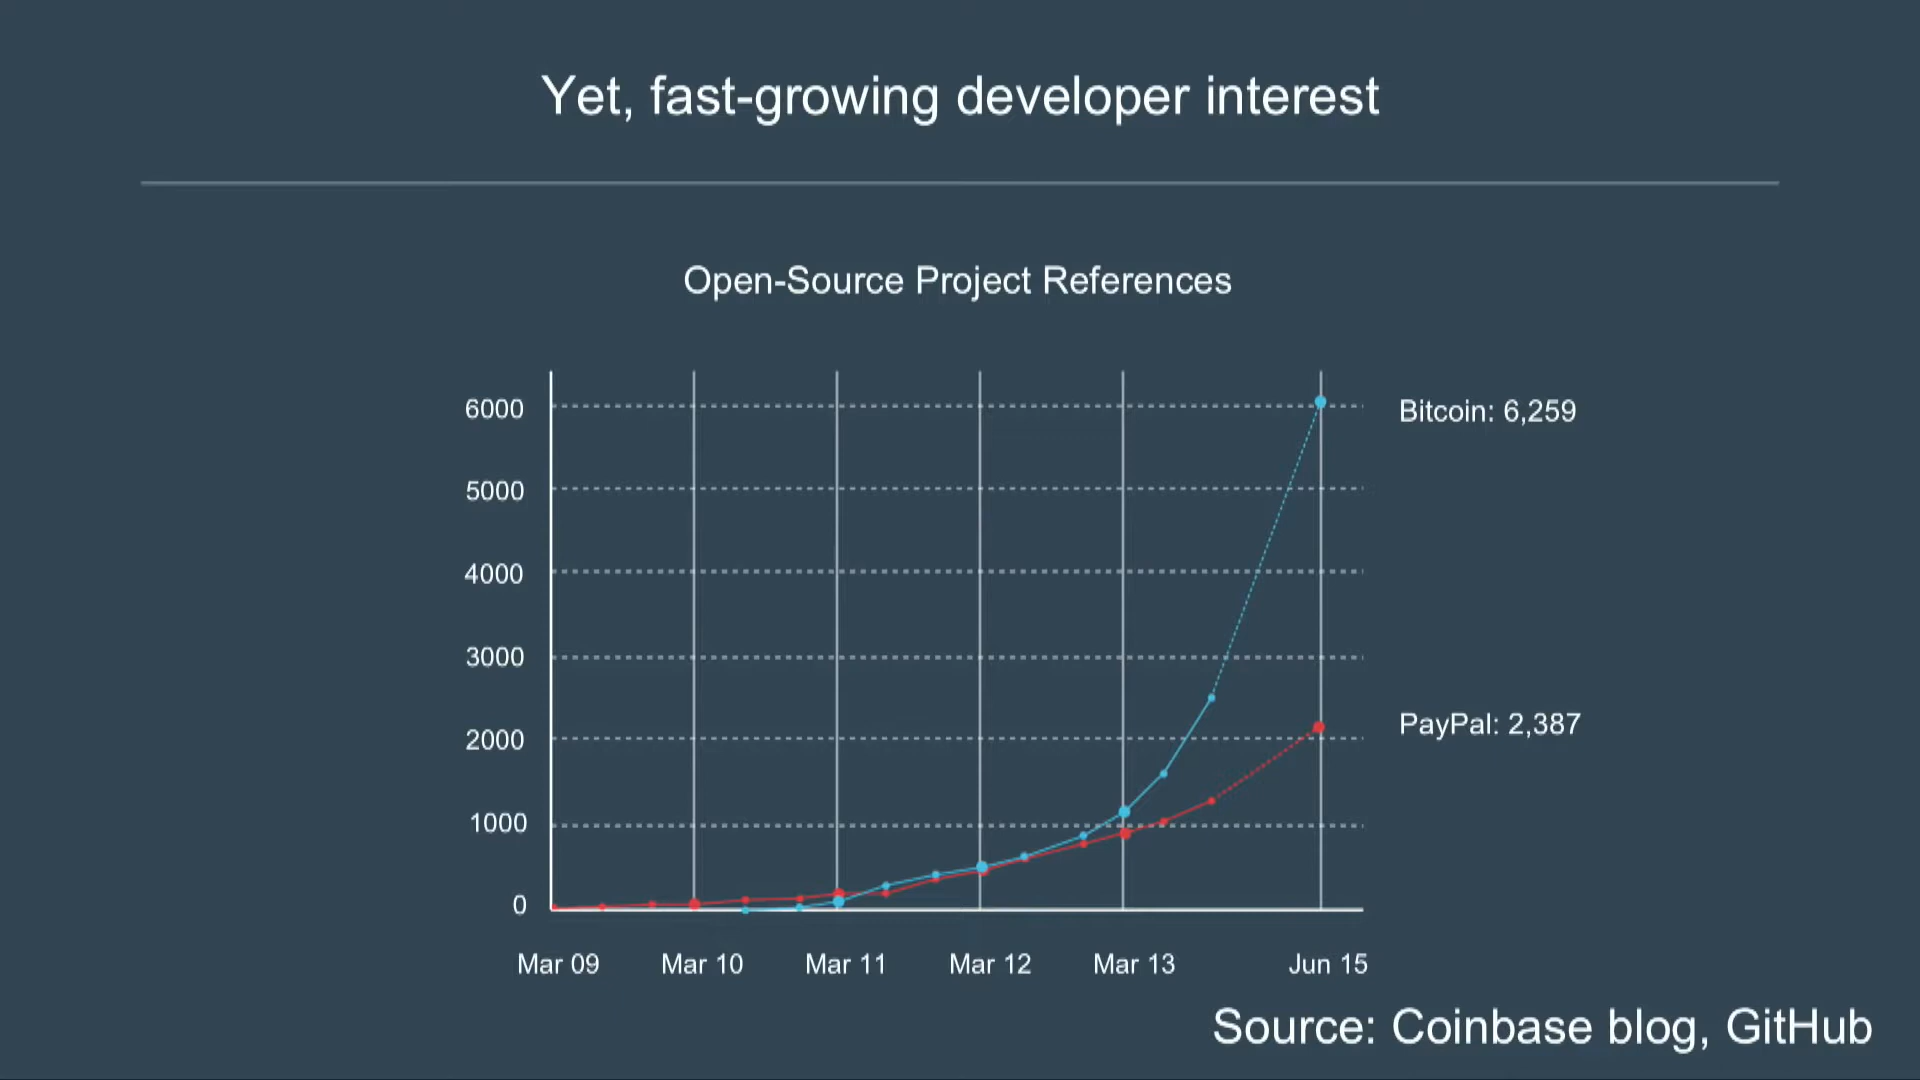 Yet, fast-growing developer interest
Open-Source Project References
6000
5000
4000
3000
2000
1000
0
Bitcoin: 6,259
PayPal: 2,387
Mar 09
Mar 10
Mar 11
Mar 12
Mar 13
Jun 15
Source: Coinbase blog, GitHub